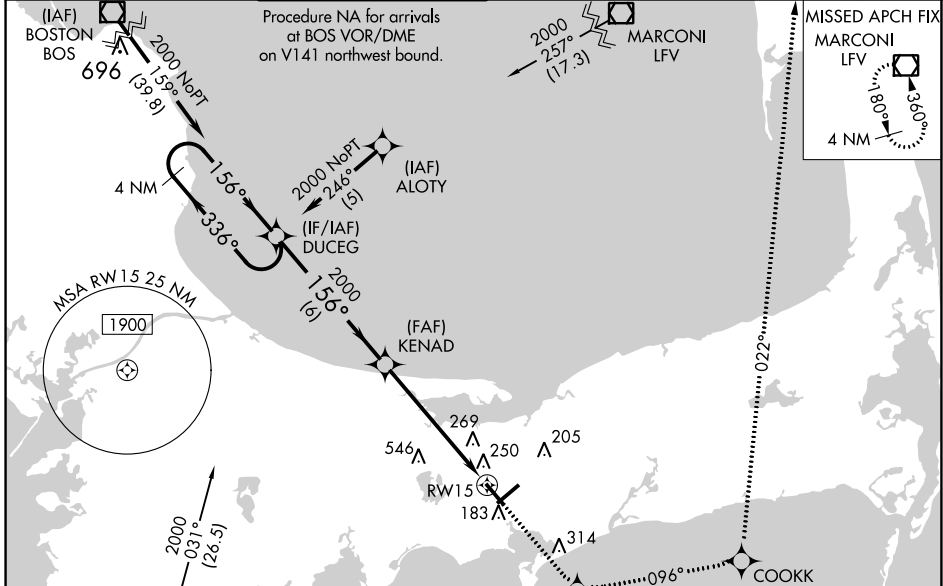 (IAF)
BOSTON
BOS
696
2000 NoPT
159°
(39.8)
Procedure NA for arrivals
at BOS VOR/DME
on V141 northwest bound.
2000
257°
(17.3)
MARCONI
LFV
MISSED APCH FIX
MARCONI
LFV
180°
360°
4 NM
4 NM
156°
336°
2000 NoPT
246°
(5)
(IAF)
ALOTY
(IF/IAF)
DUCEG
2000
156°
(6)
MSA RW15 25 NM
1900
(FAF)
KENAD
022°
269
546
250
205
RW15
183
314
2000
031°
(26.5)
096°
COOKK